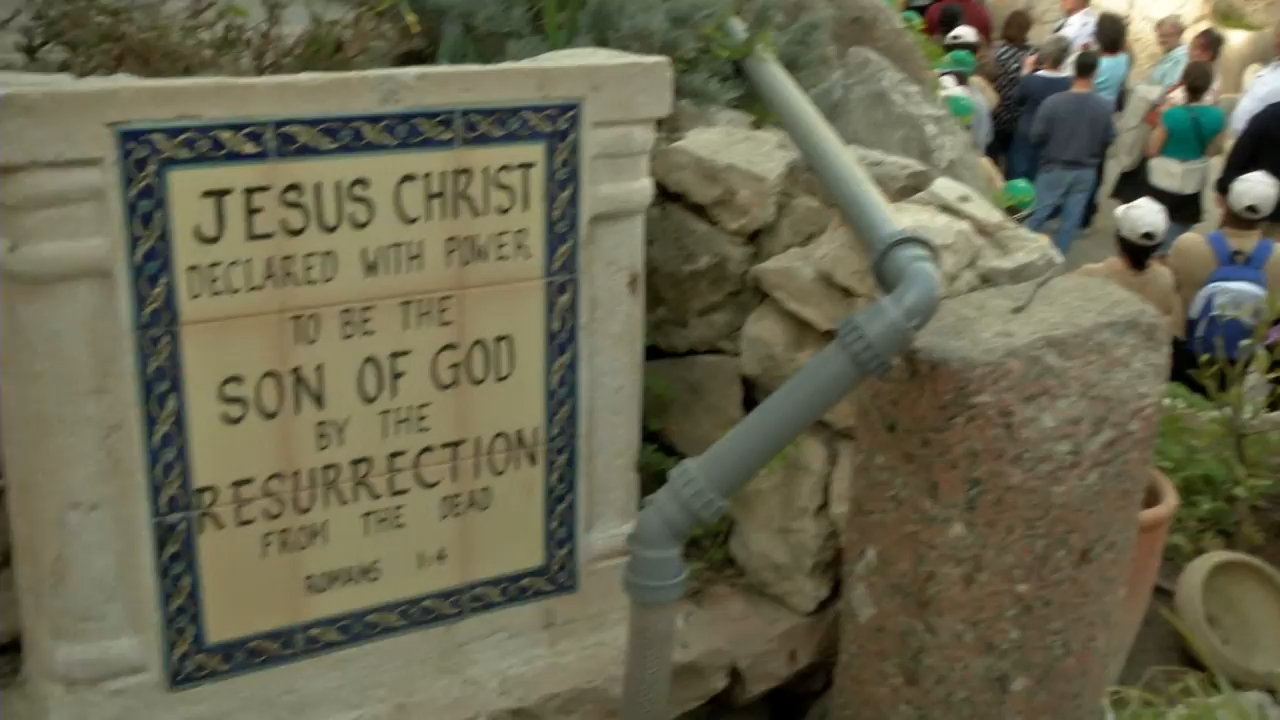 JESUS CHRIST
DECLARED WITH POWER
TO BE THE
SON OF GOD
BY THE
RESURRECTION
FROM THE DEAD
ROMANS 1:4